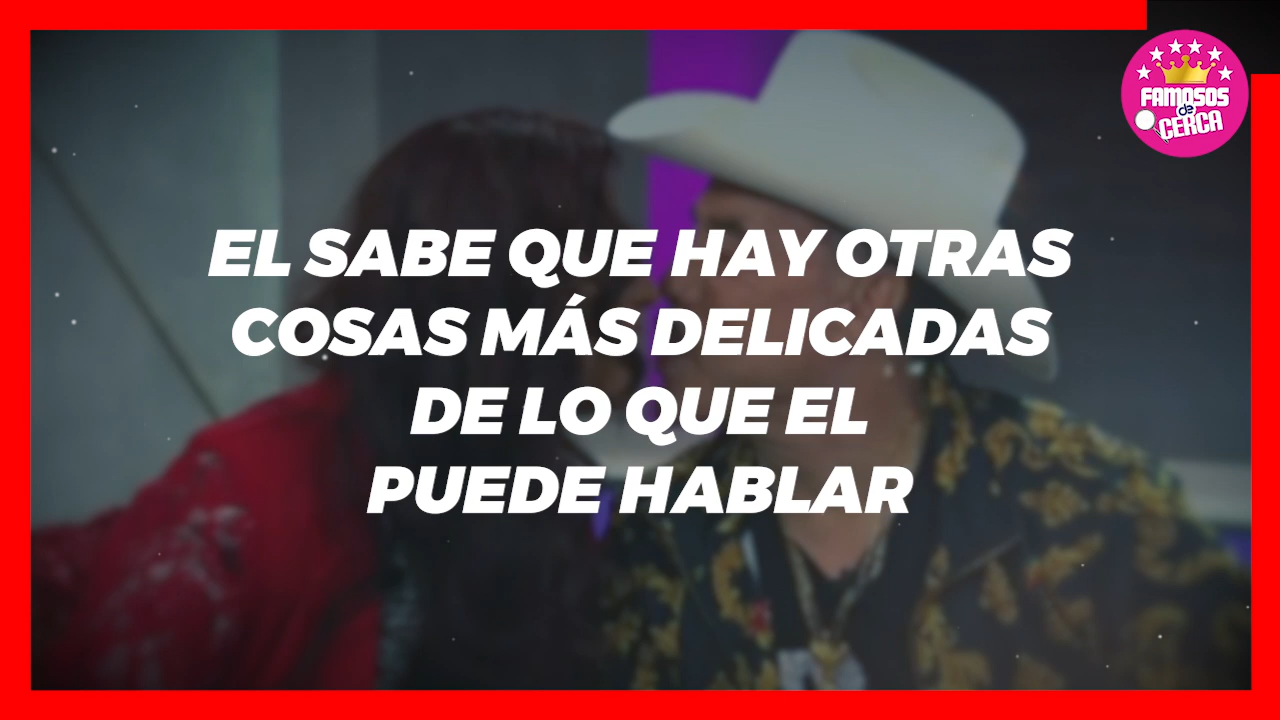 FAMOSOS
de
CERCA
EL SABE QUE HAY OTRAS
COSAS MÁS DELICADAS
DE LO QUE EL
PUEDE HABLAR